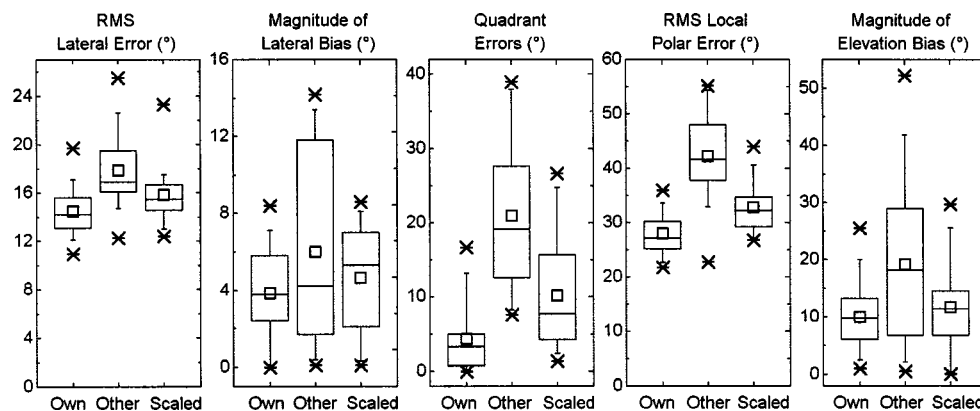 RMS
Lateral Error (°)
24
20
16
12
0
Own Other Scaled
Magnitude of
Lateral Bias (°)
16
12
8
4
0
Own Other Scaled
Quadrant
Errors (°)
40
30
20
10
0
Own Other Scaled
RMS Local
Polar Error (°)
60
50
40
30
20
0
Own Other Scaled
Magnitude of
Elevation Bias (°)
50
40
30
20
10
0
Own Other Scaled